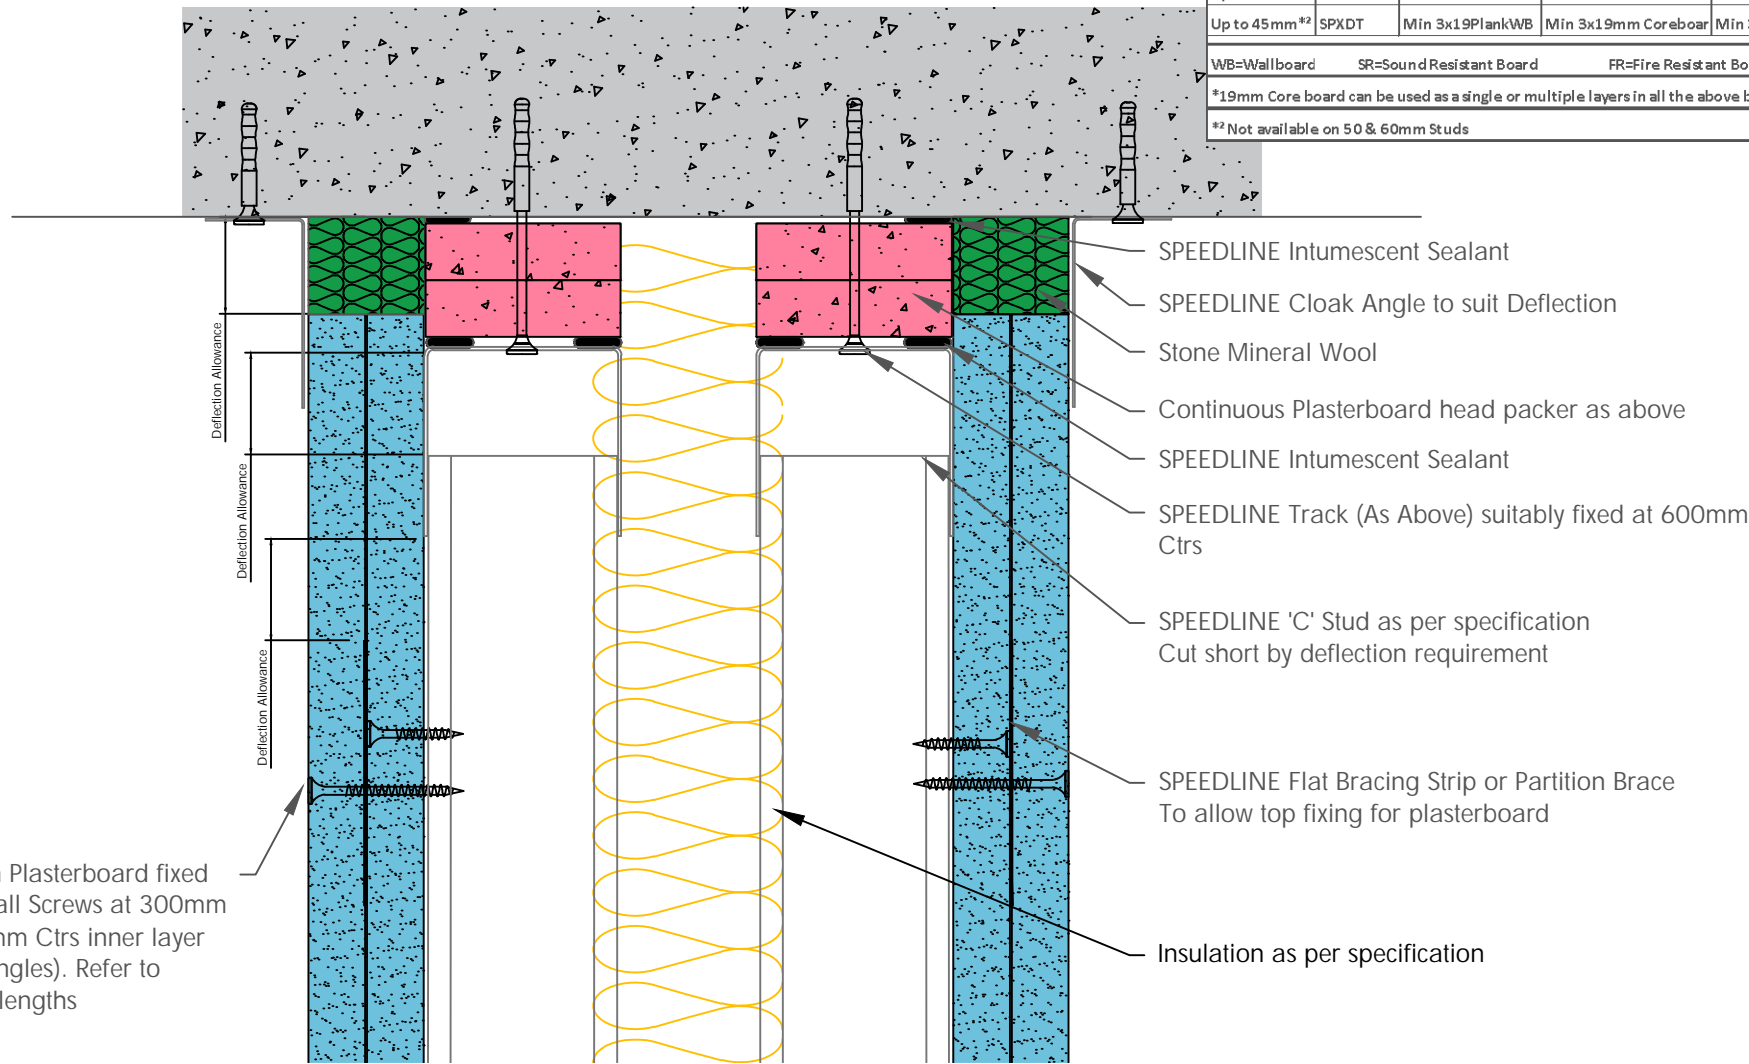 Up to 45mm*² SPXDT Min 3x19PlankWB Min 3x19mm Coreboar Min
WB=Wallboard SR=Sound Resistant Board FR=Fire Resistant Bo
*19mm Core board can be used as a single or multiple layers in all the above b
*² Not available on 50 & 60mm Studs
SPEEDLINE Intumescent Sealant
SPEEDLINE Cloak Angle to suit Deflection
Stone Mineral Wool
Continuous Plasterboard head packer as above
SPEEDLINE Intumescent Sealant
SPEEDLINE Track (As Above) suitably fixed at 600mm
Ctrs
SPEEDLINE 'C' Stud as per specification
Cut short by deflection requirement
SPEEDLINE Flat Bracing Strip or Partition Brace
To allow top fixing for plasterboard
Insulation as per specification
Deflection Allowance
Deflection Allowance
Deflection Allowance
Plasterboard fixed
all Screws at 300mm
mm Ctrs inner layer
ngles). Refer to
lengths